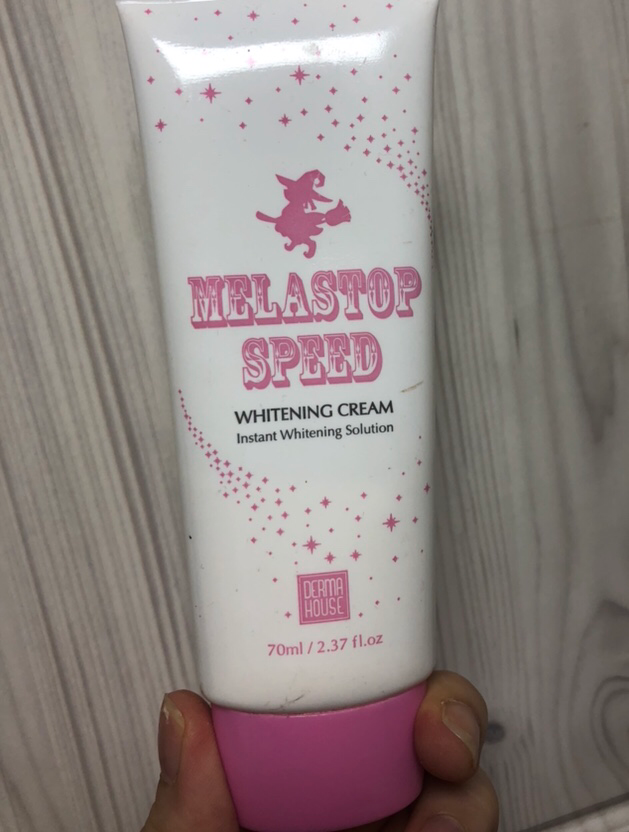 MELASTOP
SPEED
WHITENING CREAM
Instant Whitening Solution
DERMA
HOUSE
70ml / 2.37 fl.oz